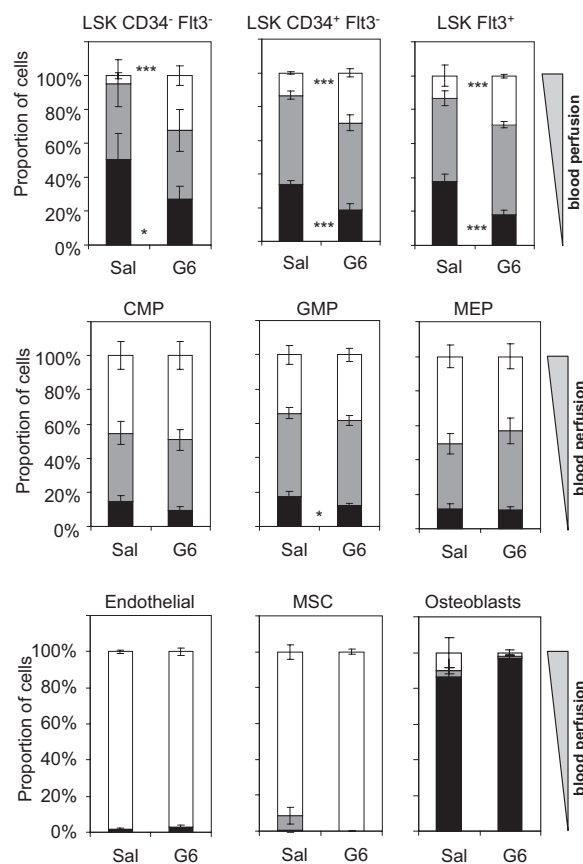 LSK CD34⁻ Flt3⁻ LSK CD34⁺ Flt3⁻ LSK Flt3⁺
Proportion of cells
100%
80%
60%
40%
20%
0%
***
*
***
***
***
***
Sal G6 Sal G6 Sal G6
blood perfusion
CMP GMP MEP
Proportion of cells
100%
80%
60%
40%
20%
0%
*
Sal G6 Sal G6 Sal G6
blood perfusion
Endothelial MSC Osteoblasts
Proportion of cells
100%
80%
60%
40%
20%
0%
Sal G6 Sal G6 Sal G6
blood perfusion